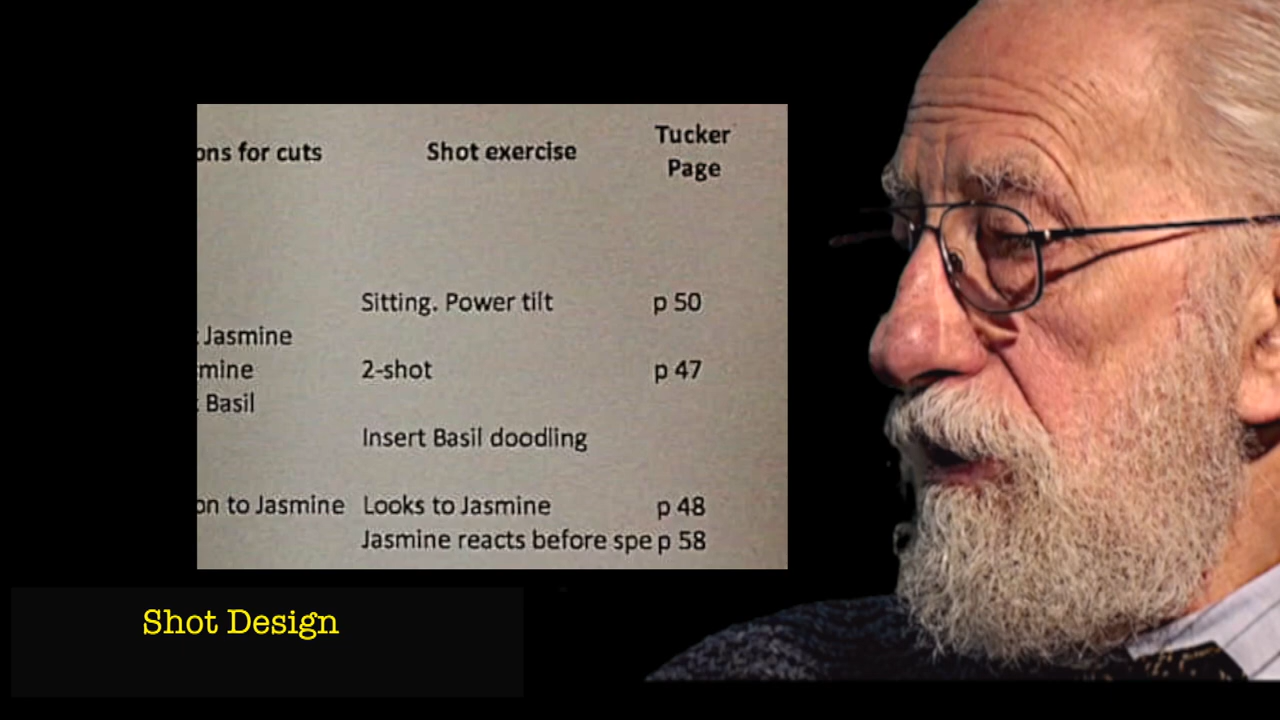 ons for cuts Shot exercise Tucker Page
Sitting. Power tilt p 50
Jasmine
mine 2-shot p 47
Basil
Insert Basil doodling
on to Jasmine Looks to Jasmine p 48
Jasmine reacts before spe p 58
Shot Design